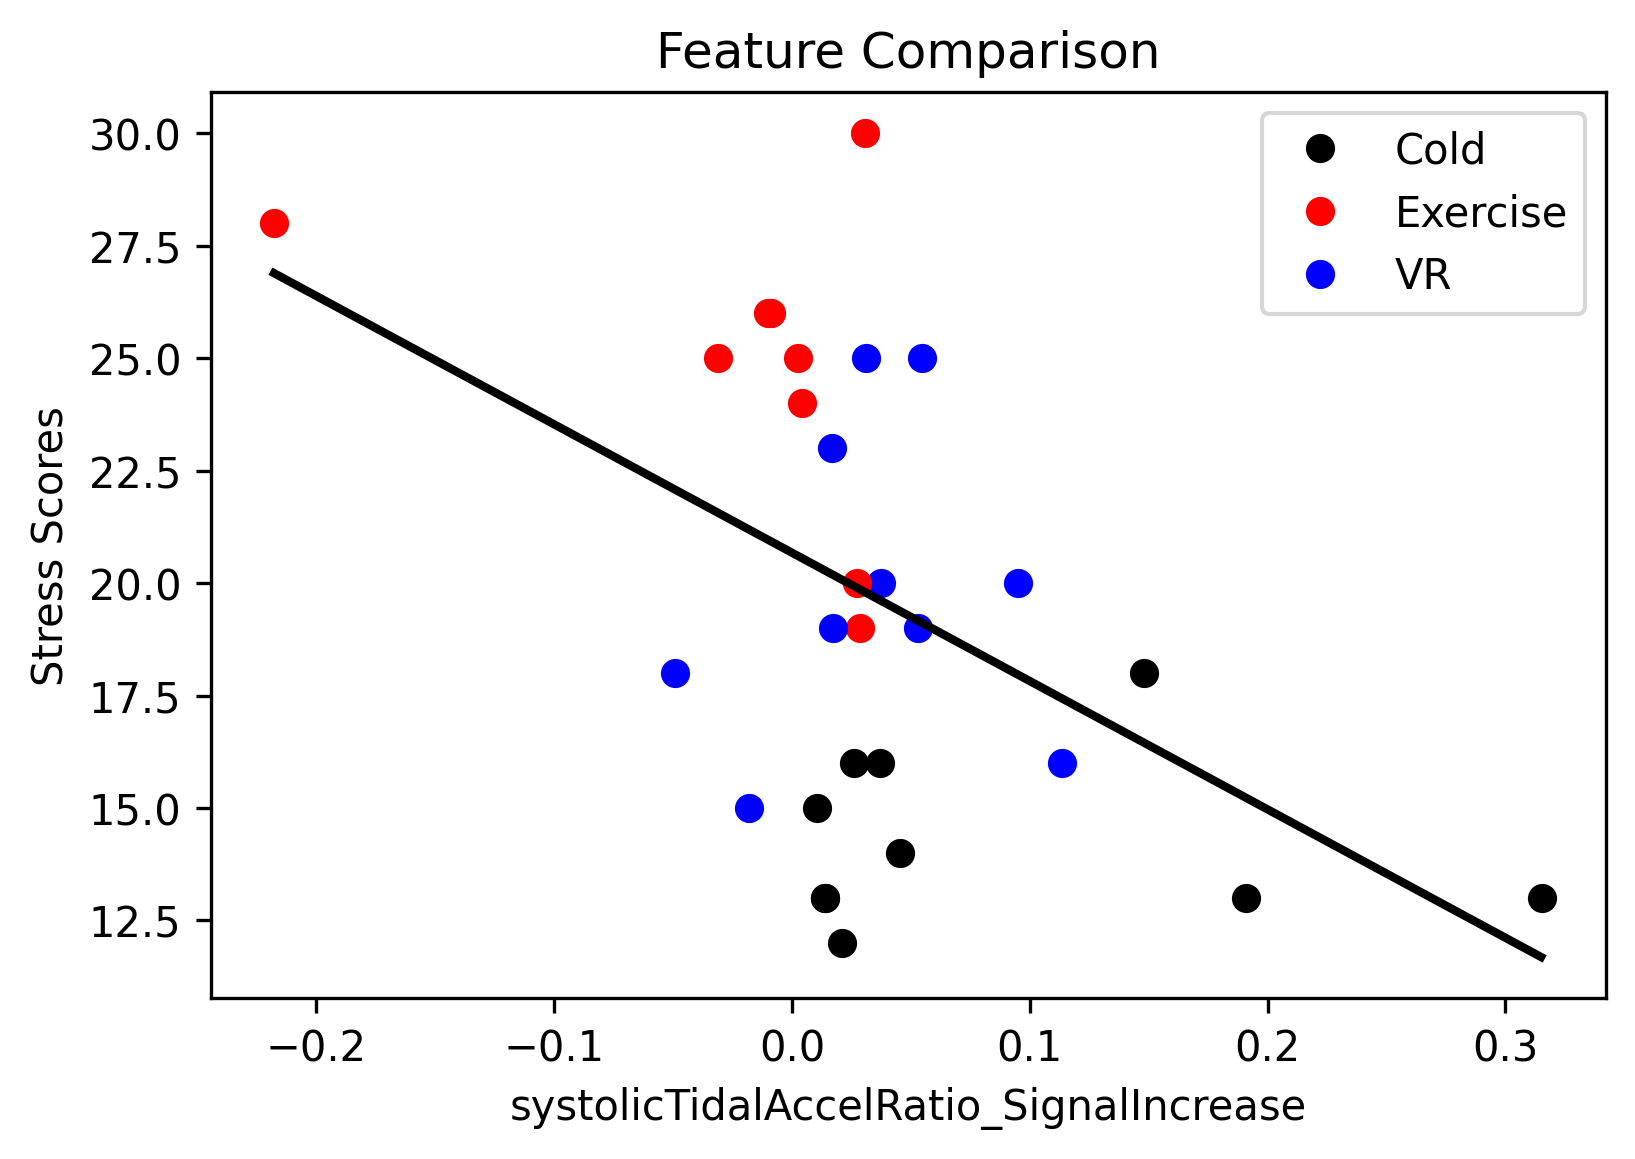 Feature Comparison
30.0
27.5
25.0
22.5
20.0
17.5
15.0
12.5
Stress Scores
Cold
Exercise
VR
−0.2
−0.1
0.0
0.1
0.2
0.3
systolicTidalAccelRatio_SignalIncrease